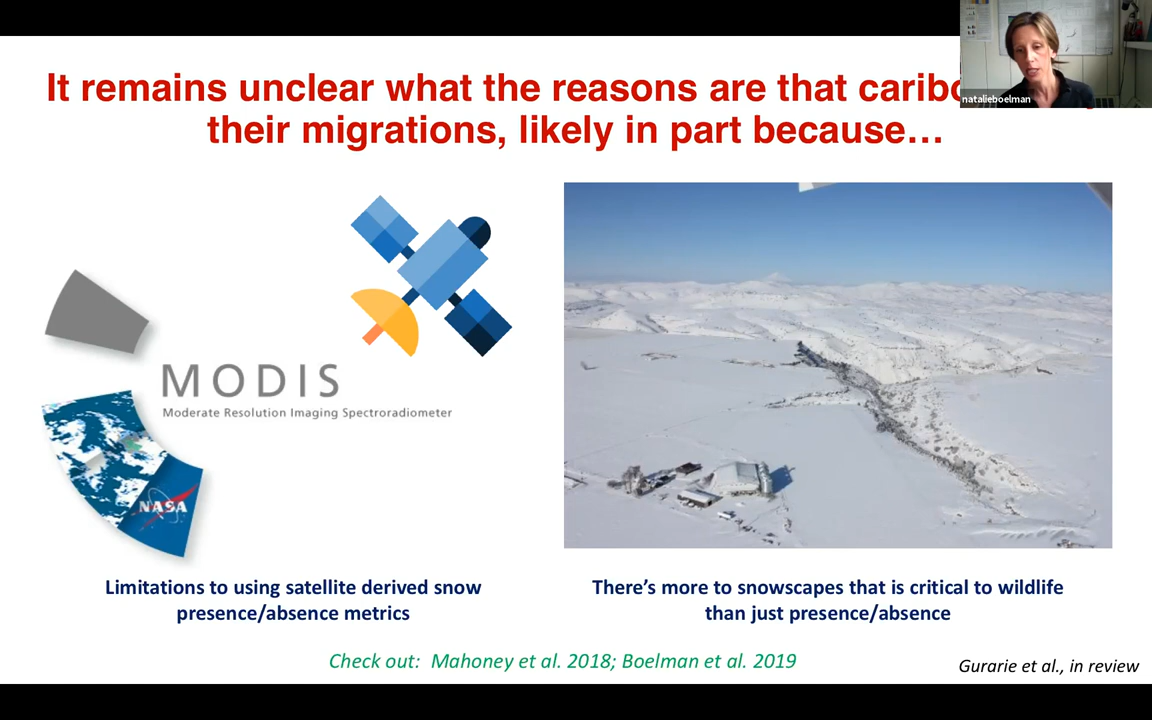 It remains unclear what the reasons are that
their migrations, likely in part because…
natalieboelman
MODIS
Moderate Resolution Imaging Spectroradiometer
NASA
Limitations to using satellite derived snow
presence/absence metrics
There's more to snowscapes that is critical to wildlife
than just presence/absence
Check out: Mahoney et al. 2018; Boelman et al. 2019
Gurarie et al., in review